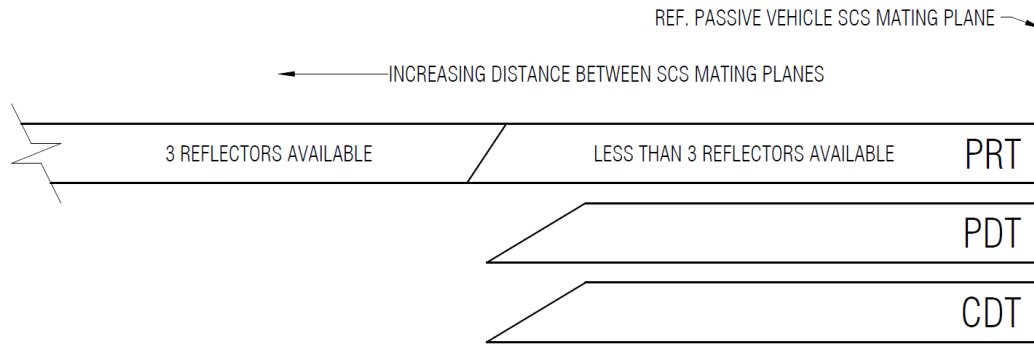 REF. PASSIVE VEHICLE SCS MATING PLANE
INCREASING DISTANCE BETWEEN SCS MATING PLANES
3 REFLECTORS AVAILABLE LESS THAN 3 REFLECTORS AVAILABLE PRT
PDT
CDT